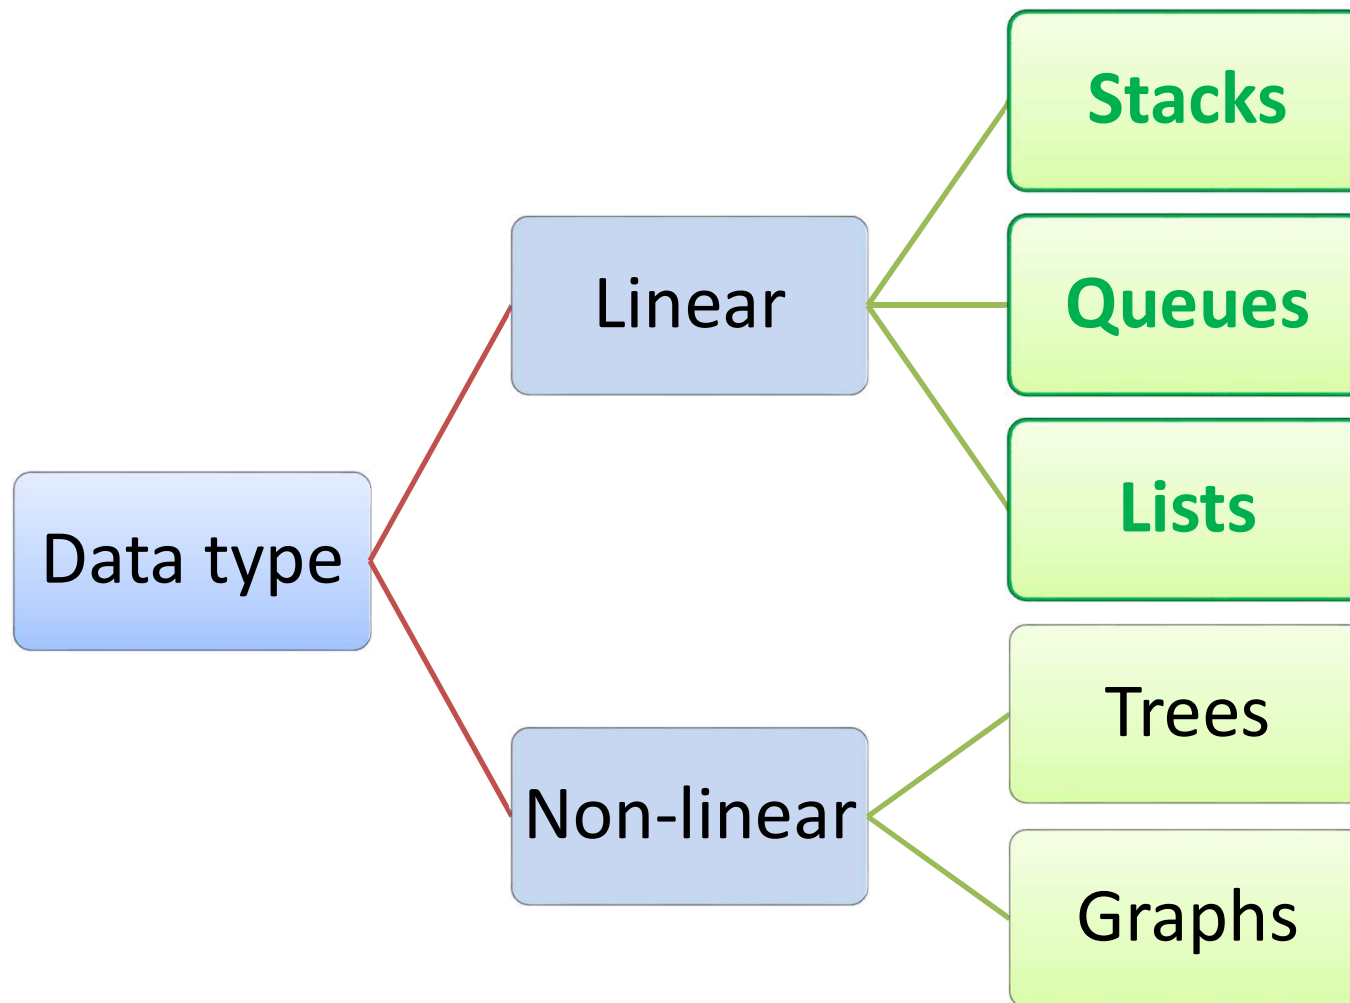 Data type
Linear
Stacks
Queues
Lists
Non-linear
Trees
Graphs